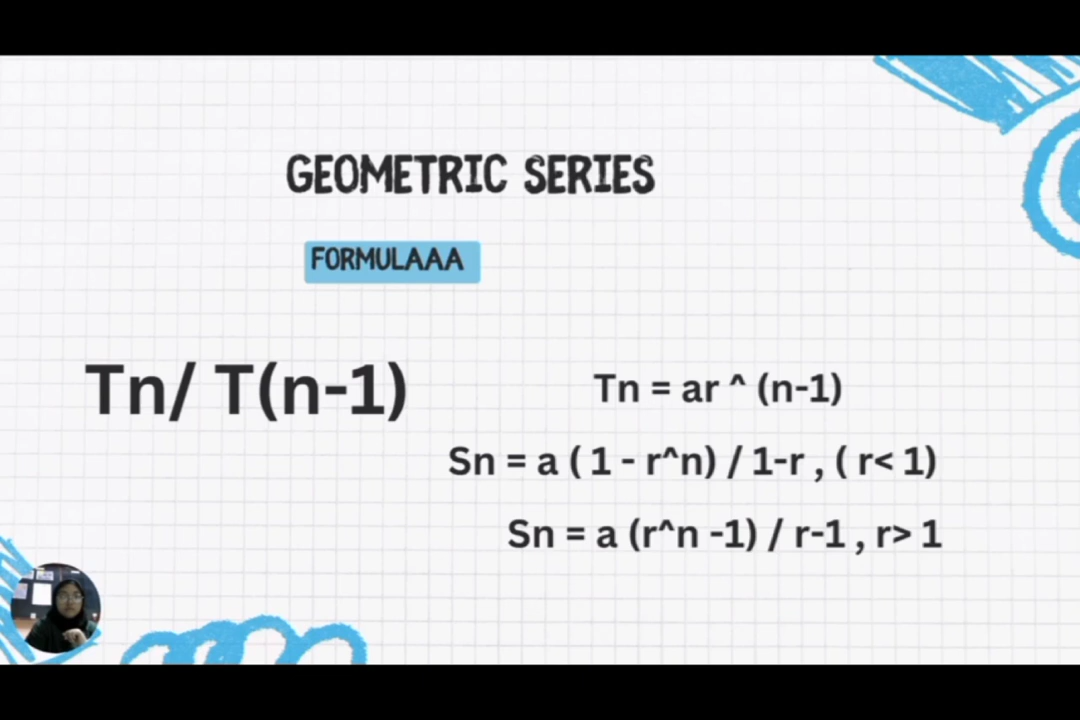 GEOMETRIC SERIES
FORMULAAA
Tn/ T(n-1)
Tn = ar ^ (n-1)
Sn = a ( 1 - r^n) / 1-r , ( r< 1)
Sn = a (r^n -1) / r-1 , r> 1